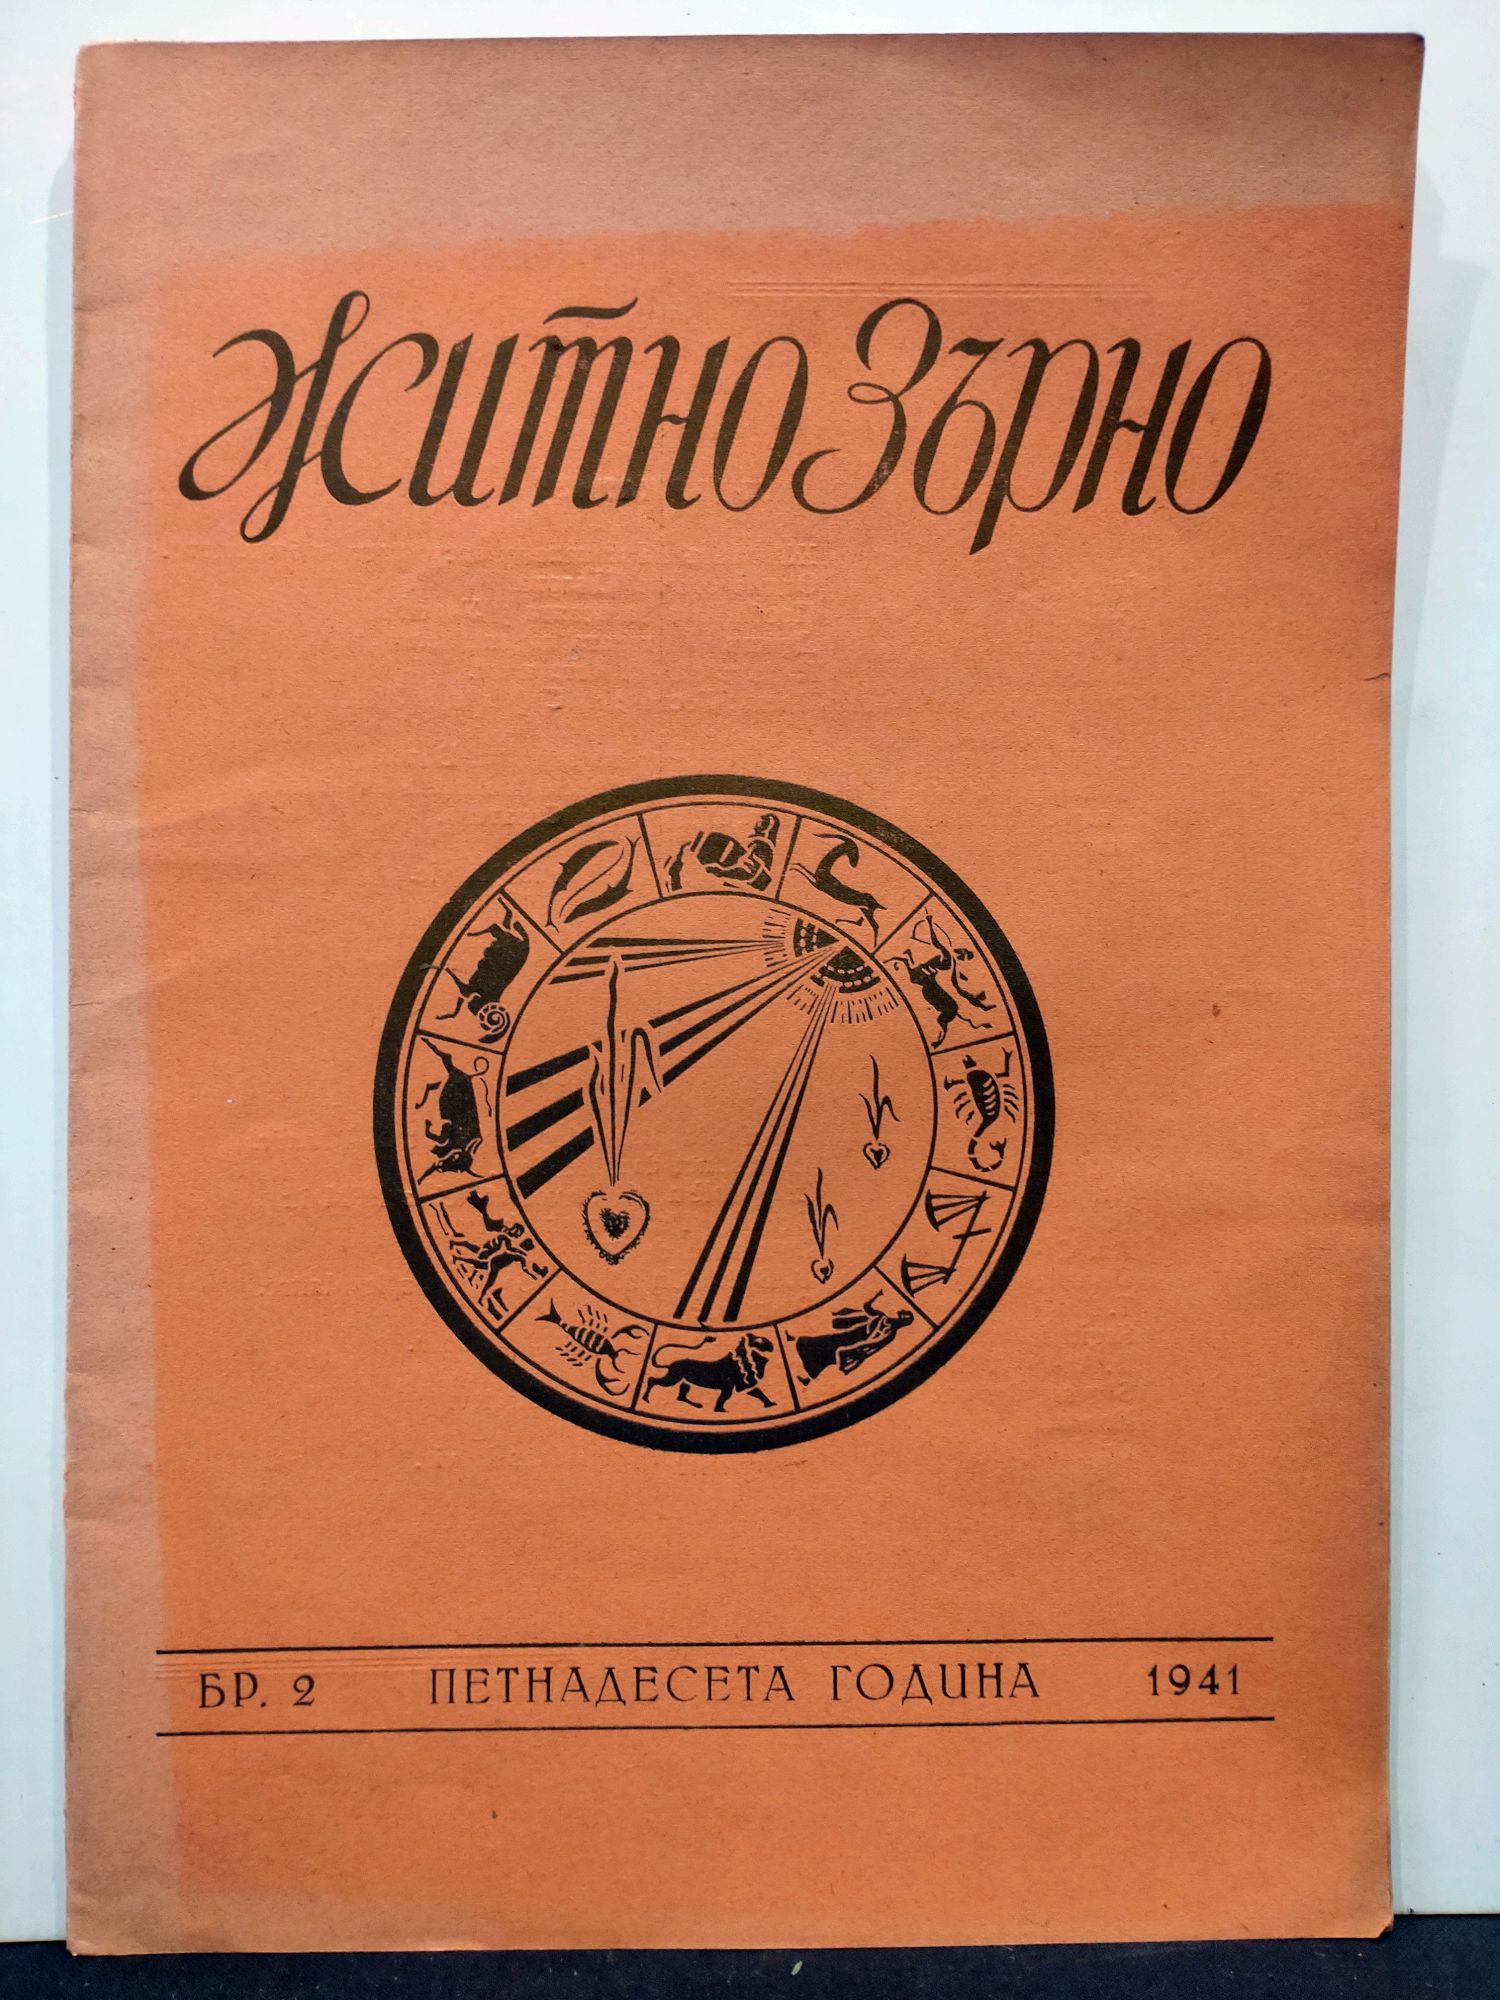 Житно Зърно
БР. 2 ПЕТНАДЕСЕТА ГОДИНА 1941